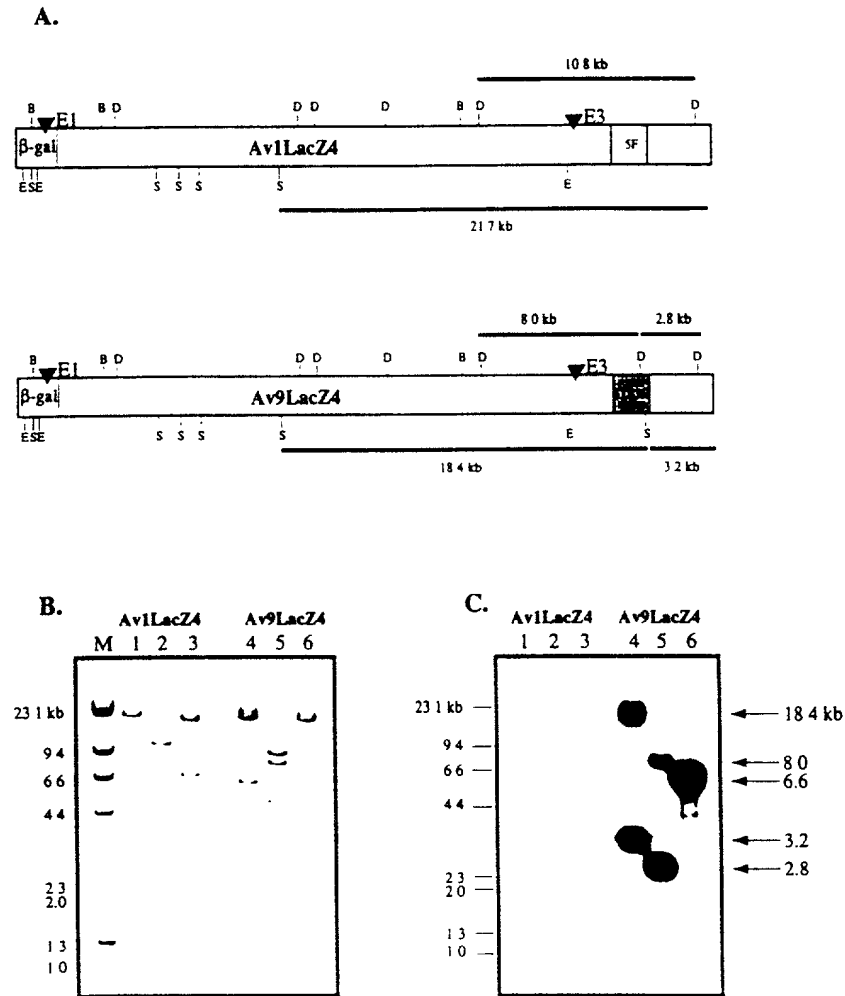 A.
10 8 kb
B B D D D D B D D
E1 E3
β-gal Av1LacZ4 5F
E S E S S S S E
21 7 kb
8 0 kb 2.8 kb
B B D D D D B D D D
E1 E3
β-gal Av9LacZ4
E S E S S S S E S
18 4 kb 3 2 kb
B.
Av1LacZ4 Av9LacZ4
M 1 2 3 4 5 6
23 1 kb
9 4
6 6
4 4
2 3
2.0
1 3
1 0
C.
Av1LacZ4 Av9LacZ4
1 2 3 4 5 6
23 1 kb
9 4
6 6
4 4
2 3
2 0
1 3
1 0
18 4 kb
8 0
6.6
3.2
2.8